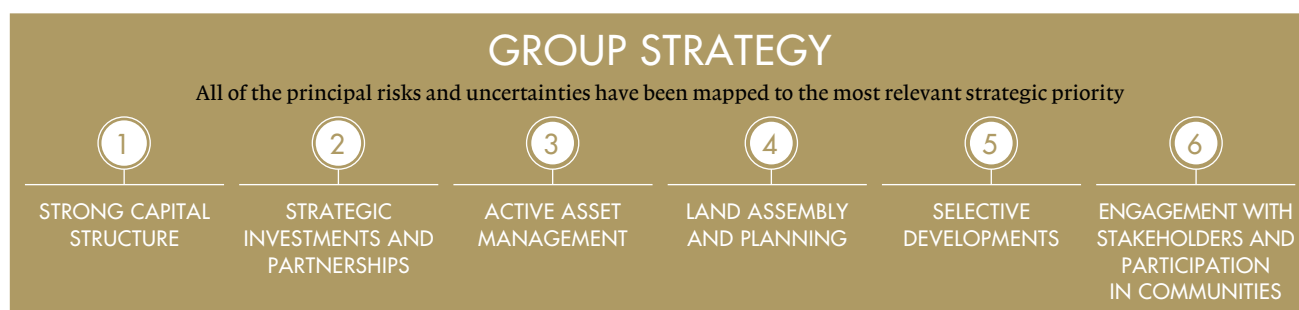 GROUP STRATEGY
All of the principal risks and uncertainties have been mapped to the most relevant strategic priority
1
STRONG CAPITAL
STRUCTURE
2
STRATEGIC
INVESTMENTS AND
PARTNERSHIPS
3
ACTIVE ASSET
MANAGEMENT
4
LAND ASSEMBLY
AND PLANNING
5
SELECTIVE
DEVELOPMENTS
6
ENGAGEMENT WITH
STAKEHOLDERS AND
PARTICIPATION
IN COMMUNITIES